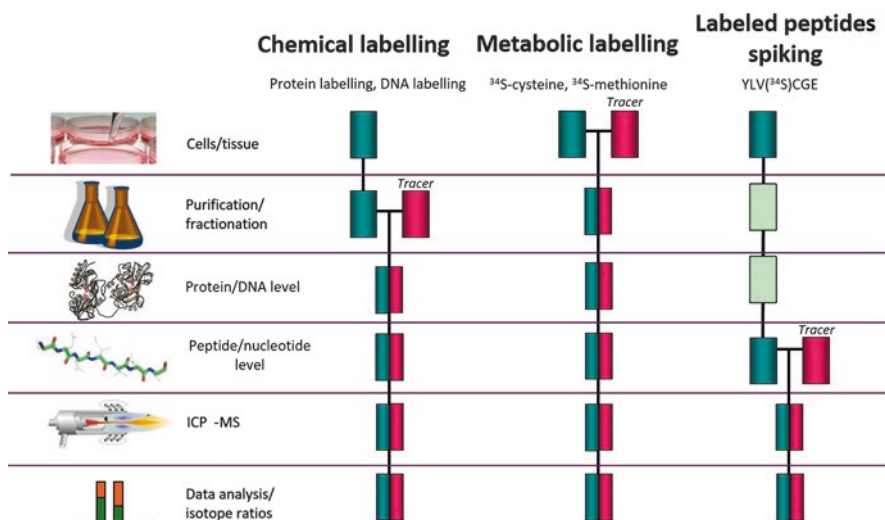 Chemical labelling
Metabolic labelling
Labeled peptides
spiking
Protein labelling, DNA labelling
³⁴S-cysteine, ³⁴S-methionine
YLV(³⁴S)CGE
Tracer
Cells/tissue
Tracer
Purification/
fractionation
Protein/DNA level
Tracer
Peptide/nucleotide
level
ICP -MS
Data analysis/
isotope ratios